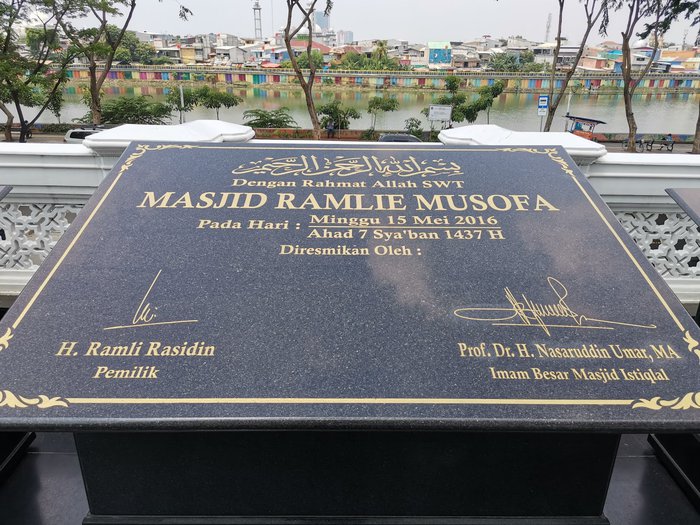 بسم الله الرحمن الرحيم
Dengan Rahmat Allah SWT
MASJID RAMLIE MUSOFA
Pada Hari : Minggu 15 Mei 2016
Ahad 7 Sya'ban 1437 H
Diresmikan Oleh :
H. Ramli Rasidin
Pemilik
Prof. Dr. H. Nasaruddin Umar, MA
Imam Besar Masjid Istiqlal